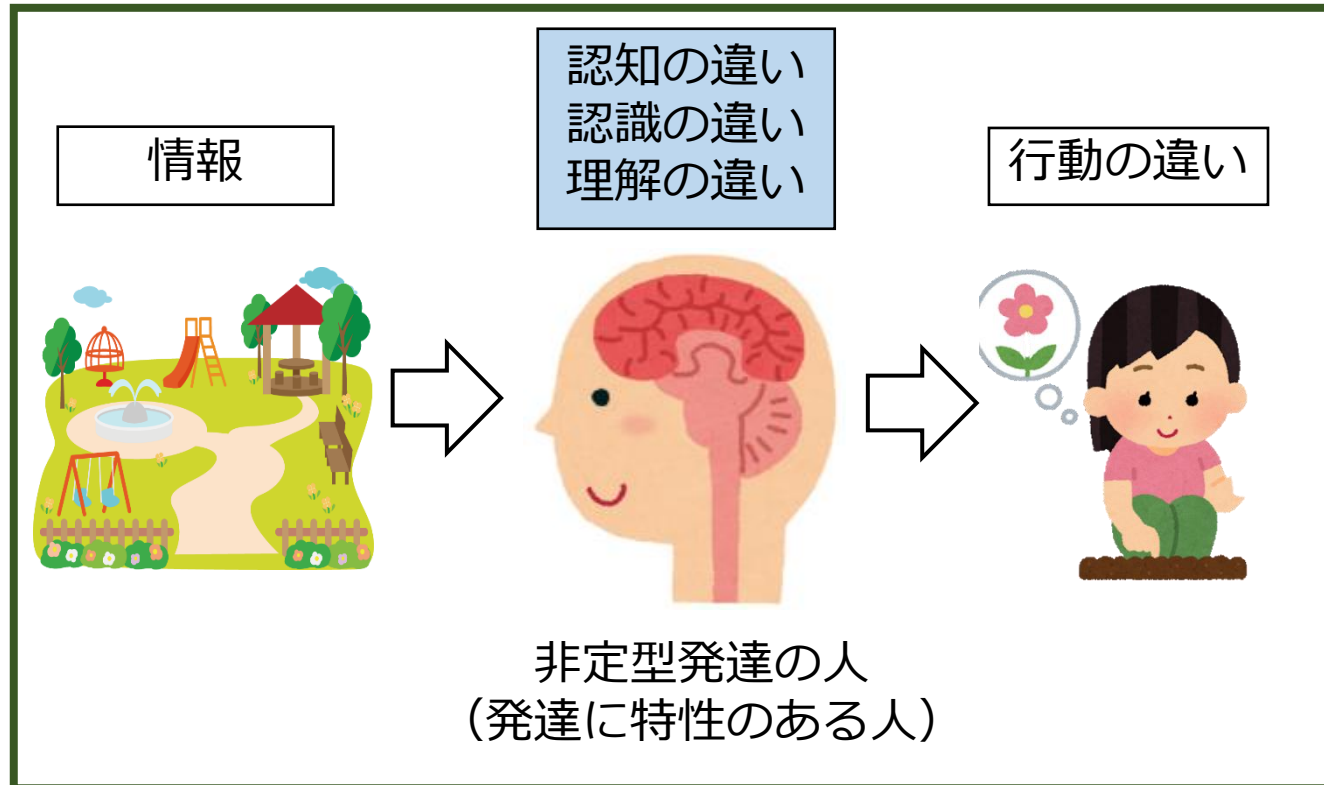 情報
認知の違い
認識の違い
理解の違い
行動の違い
非定型発達の人
（発達に特性のある人）